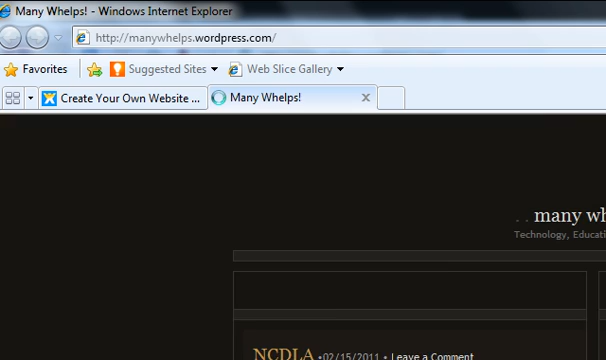 Many Whelps! - Windows Internet Explorer
http://manywhelps.wordpress.com/
Favorites Suggested Sites Web Slice Gallery
Create Your Own Website ... Many Whelps! x
. . many wh
Technology, Educati
NCDLA •02/15/2011 • Leave a Comment